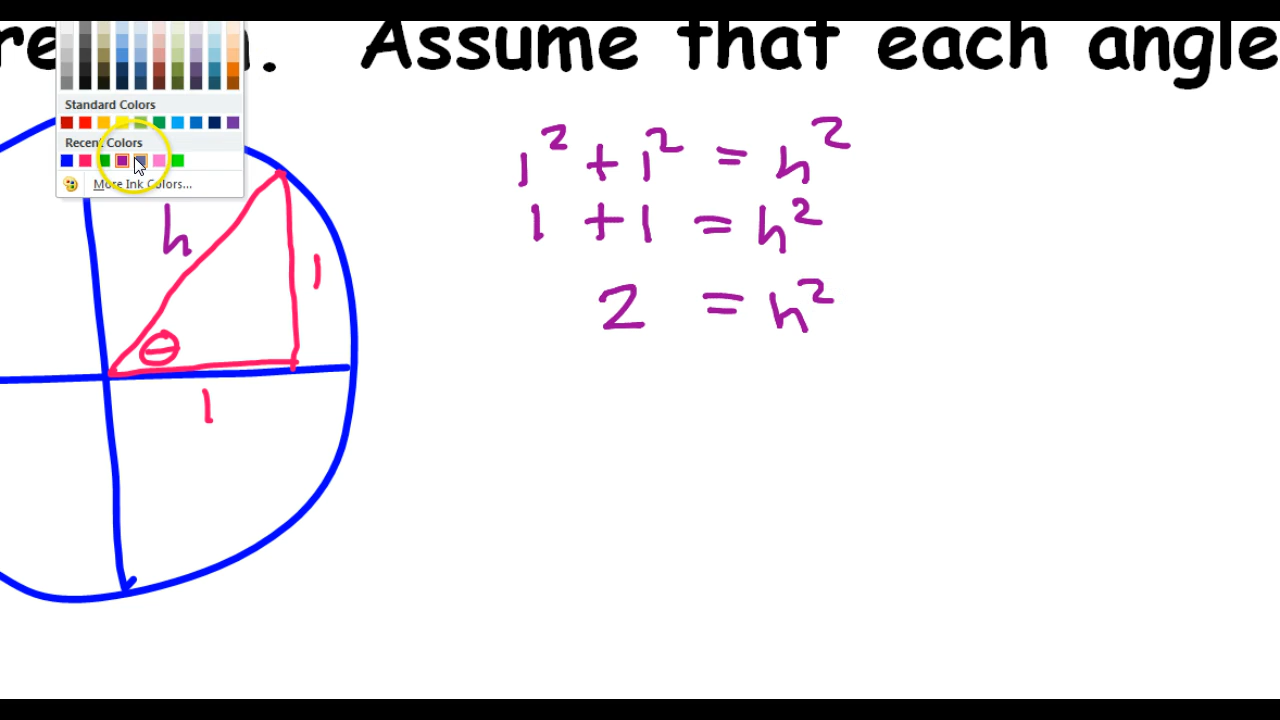 Assume that each angle
Standard Colors
Recent Colors
More Ink Colors...
1² + 1² = h²
1 + 1 = h²
2 = h²
h
1
θ
1